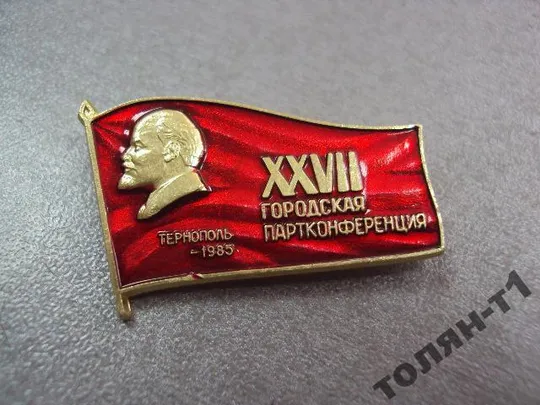 XXVII
ГОРОДСКАЯ
ПАРТКОНФЕРЕНЦИЯ
ТЕРНОПОЛЬ
-1985
ТОЛЯН-Т1